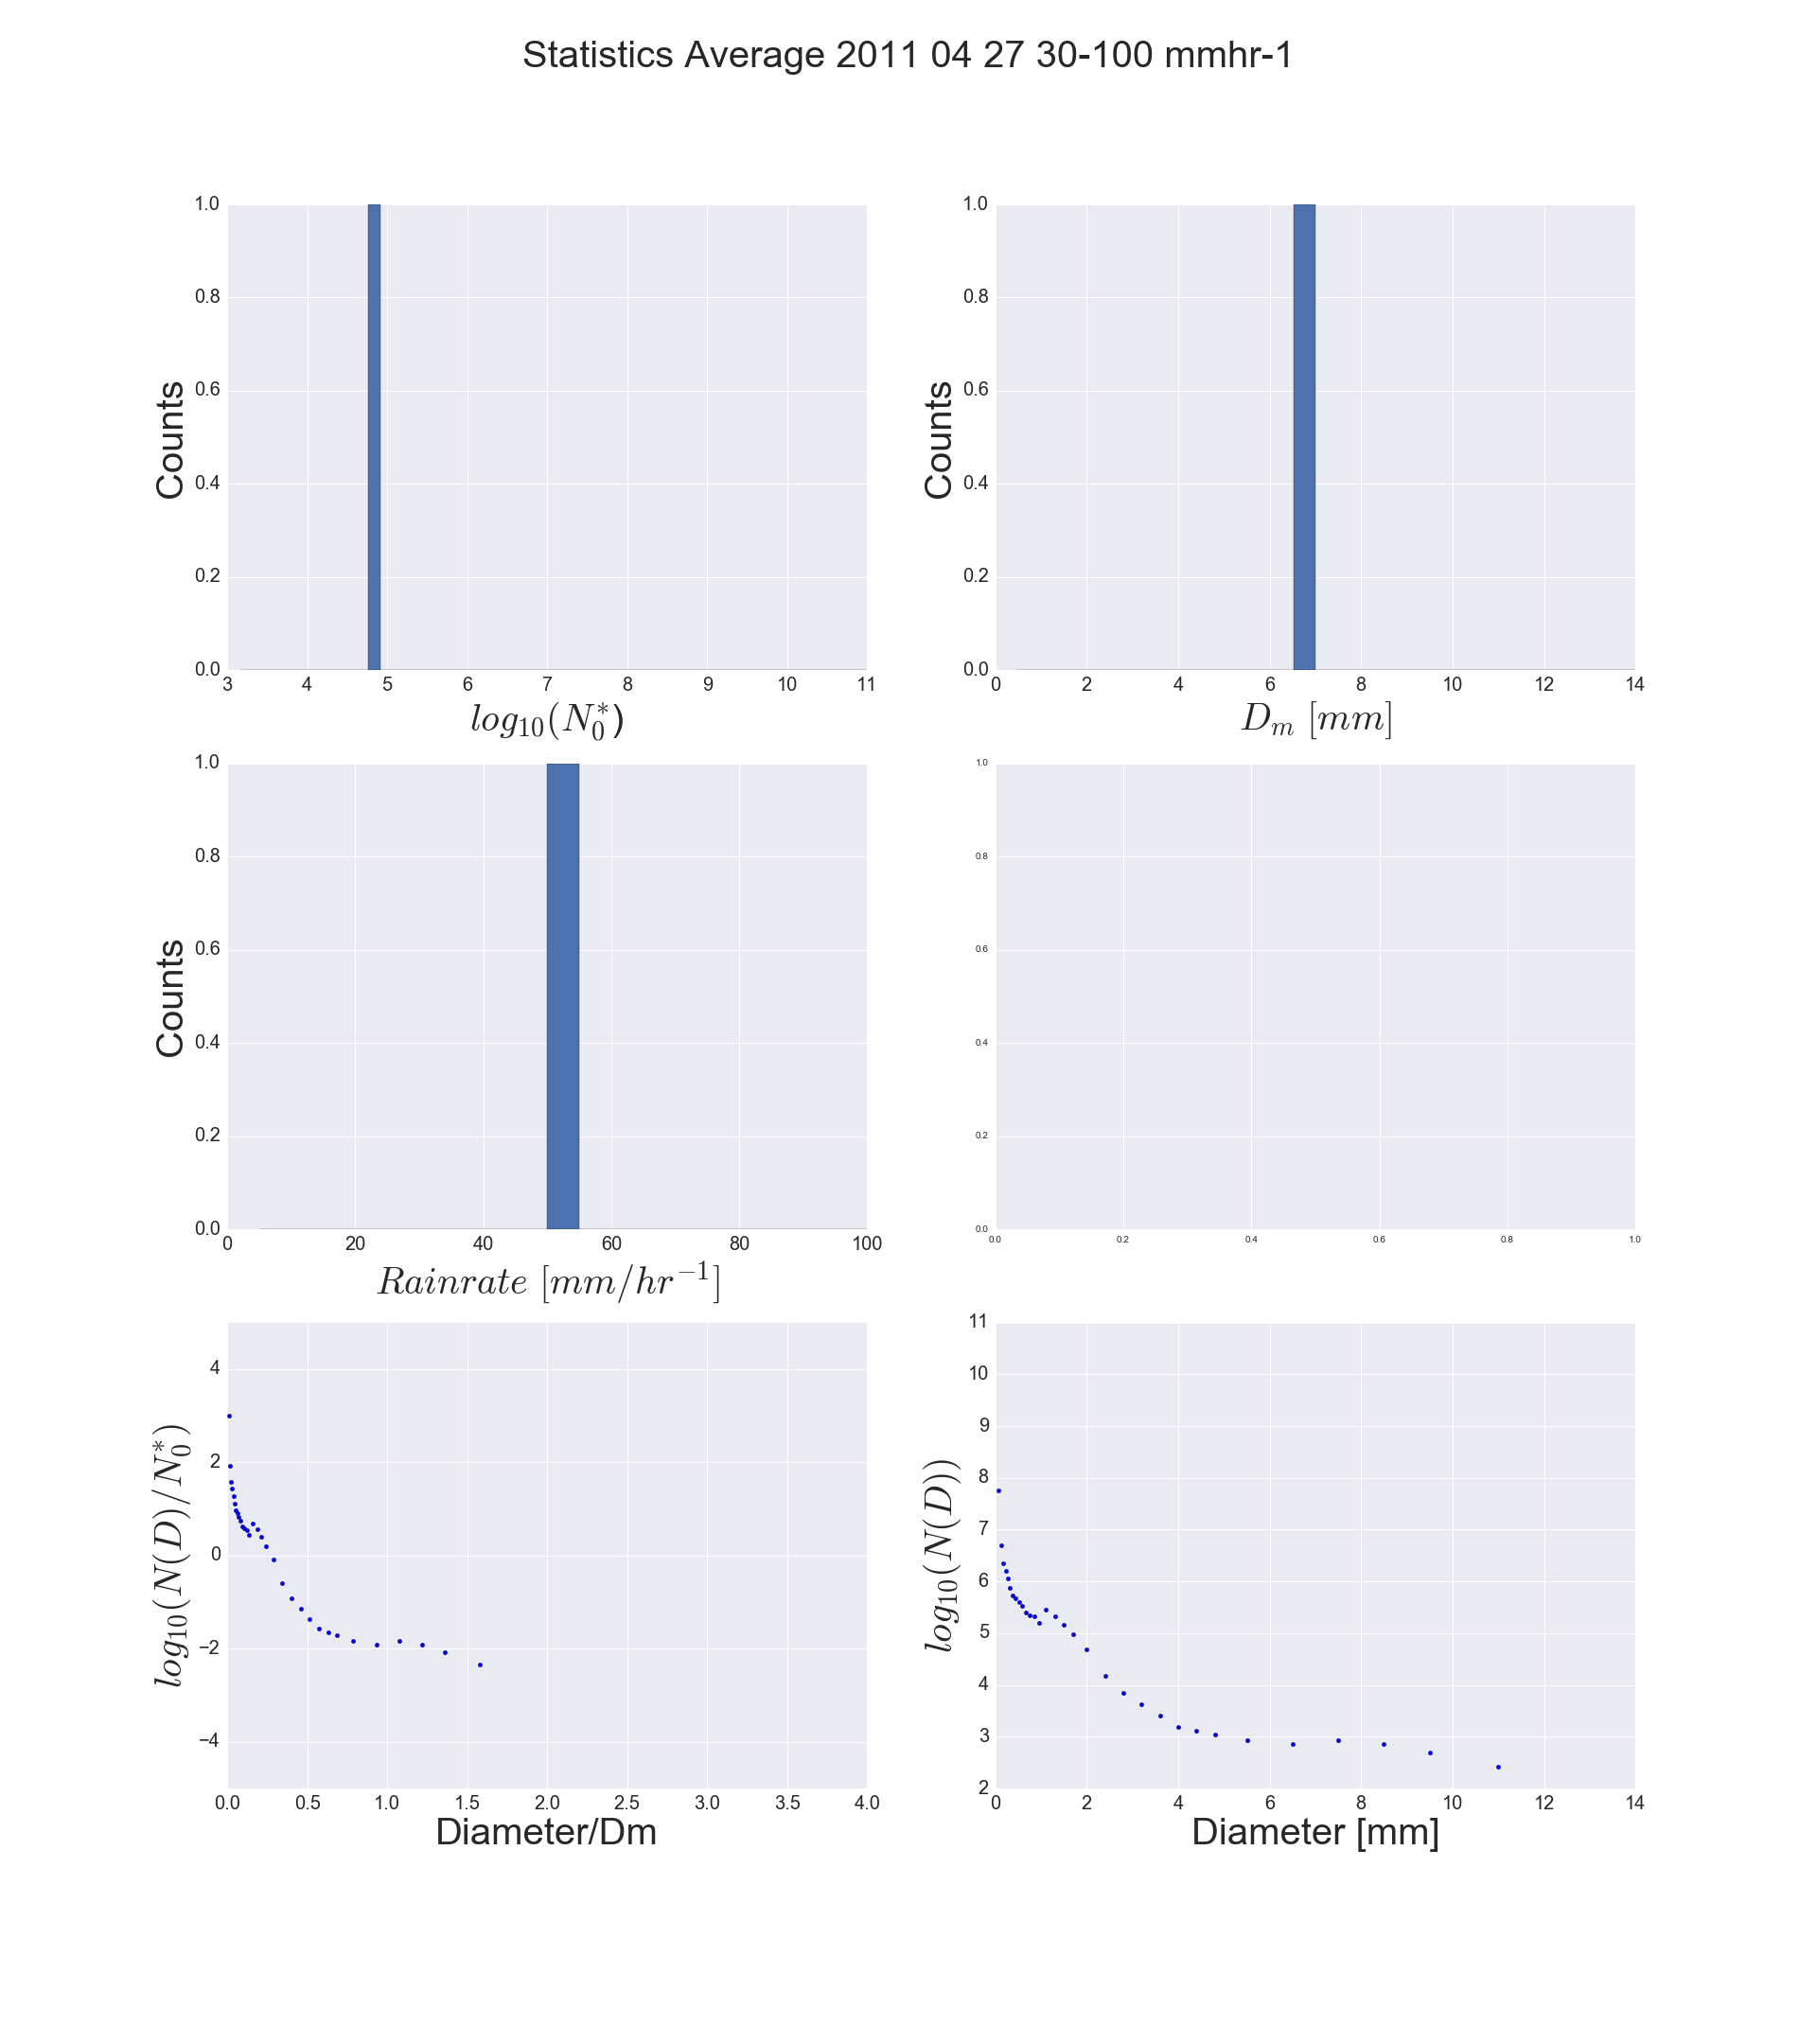 Statistics Average 2011 04 27 30-100 mmhr-1
1.0
0.8
0.6
0.4
0.2
0.0
Counts
3 4 5 6 7 8 9 10 11
log10(N0*)
1.0
0.8
0.6
0.4
0.2
0.0
Counts
0 2 4 6 8 10 12 14
Dm [mm]
1.0
0.8
0.6
0.4
0.2
0.0
Counts
0 20 40 60 80 100
Rainrate [mm/hr−1]
1.0
0.8
0.6
0.4
0.2
0.0
0.0 0.2 0.4 0.6 0.8 1.0
4
2
0
−2
−4
log10(N(D)/N0*)
0.0 0.5 1.0 1.5 2.0 2.5 3.0 3.5 4.0
Diameter/Dm
11
10
9
8
7
6
5
4
3
2
log10(N(D))
0 2 4 6 8 10 12 14
Diameter [mm]